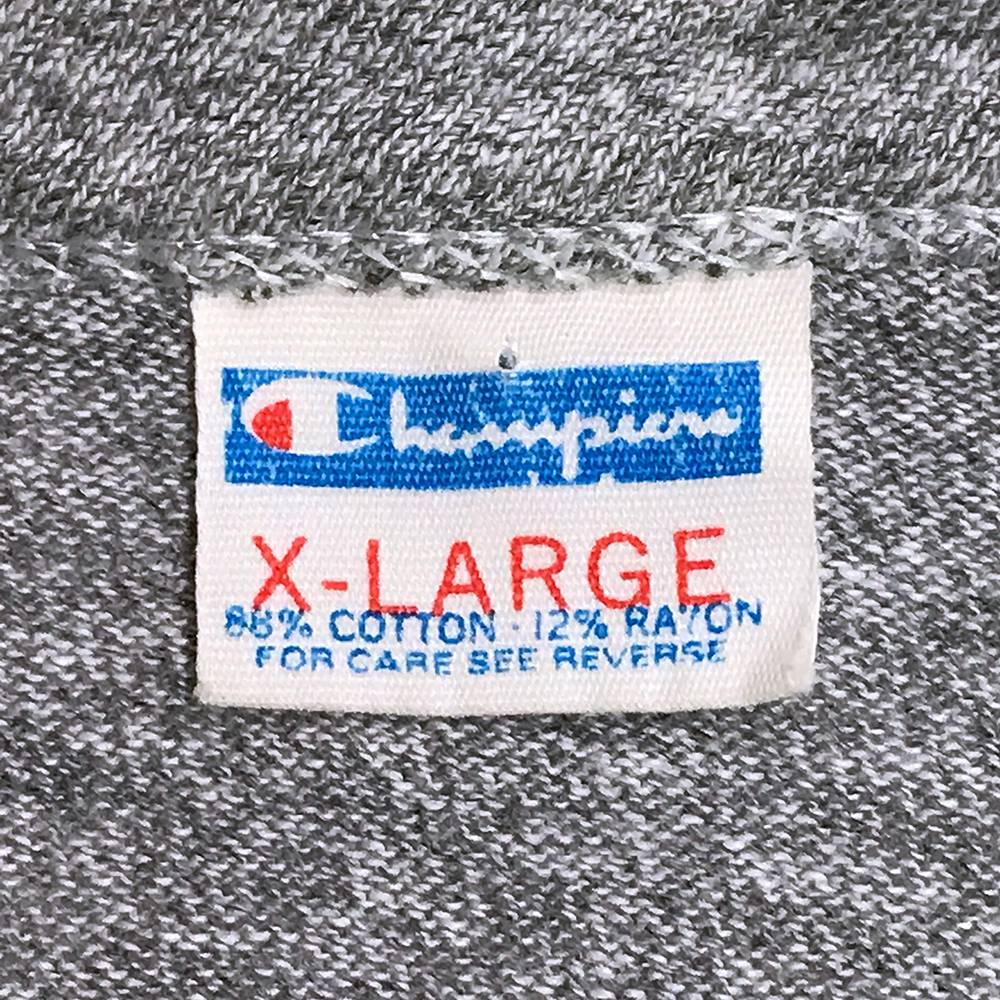 Champion
X-LARGE
88% COTTON · 12% RAYON
FOR CARE SEE REVERSE